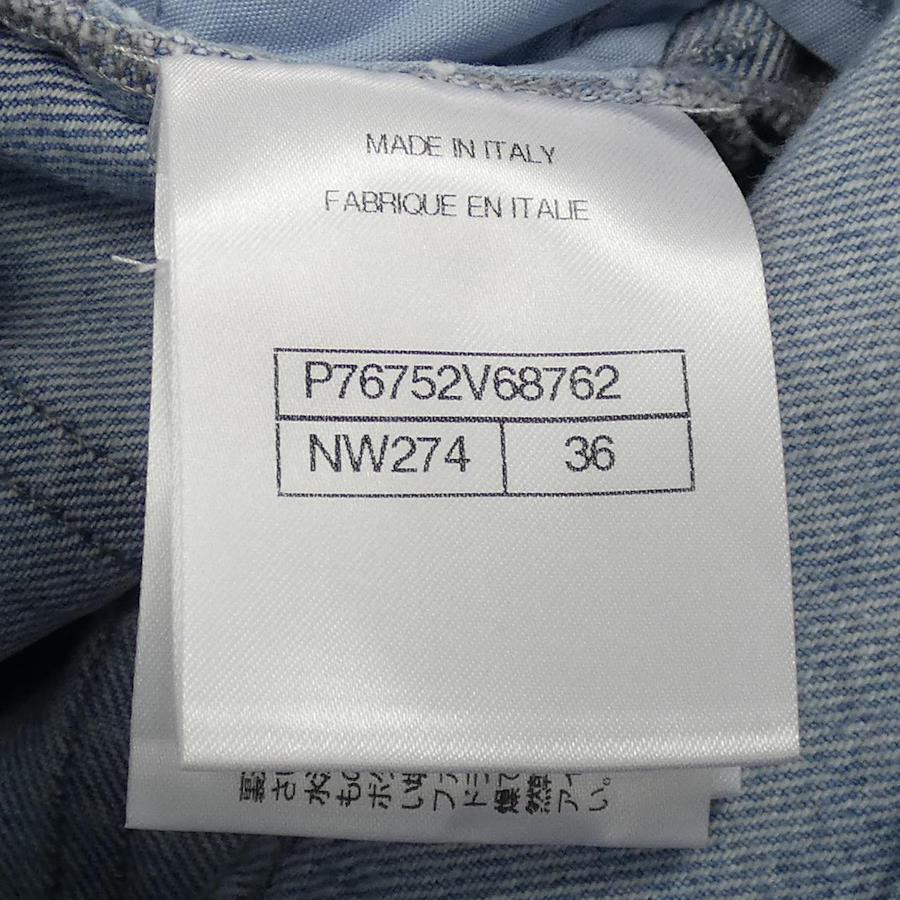 MADE IN ITALY
FABRIQUE EN ITALIE
P76752V68762
NW274 36